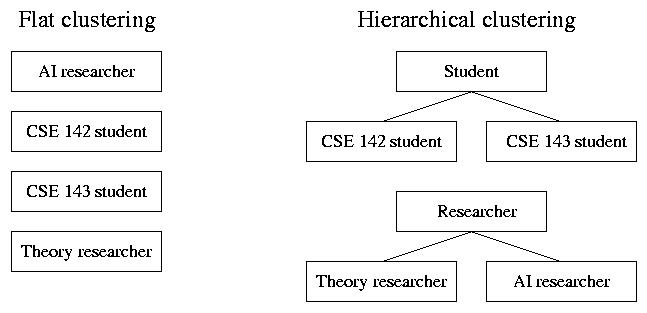 Flat clustering
AI researcher
CSE 142 student
CSE 143 student
Theory researcher
Hierarchical clustering
Student
CSE 142 student
CSE 143 student
Researcher
Theory researcher
AI researcher